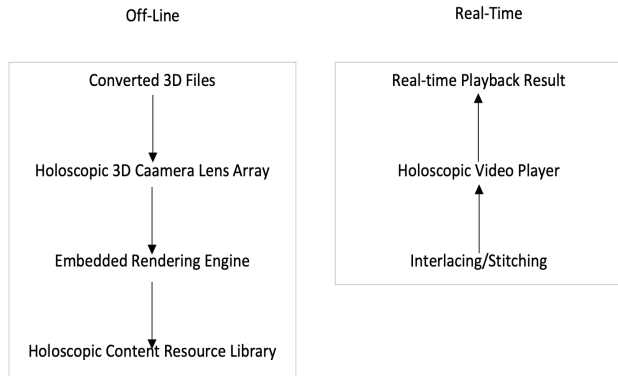 Off-Line
Real-Time
Converted 3D Files
Holoscopic 3D Caamera Lens Array
Embedded Rendering Engine
Holoscopic Content Resource Library
Real-time Playback Result
Holoscopic Video Player
Interlacing/Stitching